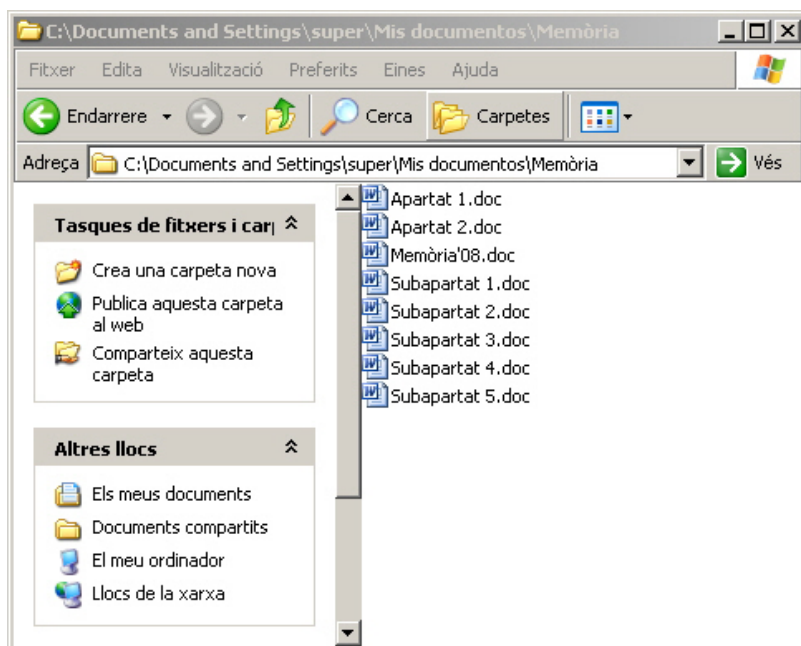 C:\Documents and Settings\super\Mis documentos\Memòria
Fitxer Edita Visualització Preferits Eines Ajuda
Endarrere Cerca Carpetes
Adreça C:\Documents and Settings\super\Mis documentos\Memòria Vés
Tasques de fitxers i car
Crea una carpeta nova
Publica aquesta carpeta
al web
Comparteix aquesta
carpeta
Altres llocs
Els meus documents
Documents compartits
El meu ordinador
Llocs de la xarxa
Apartat 1.doc
Apartat 2.doc
Memòria'08.doc
Subapartat 1.doc
Subapartat 2.doc
Subapartat 3.doc
Subapartat 4.doc
Subapartat 5.doc